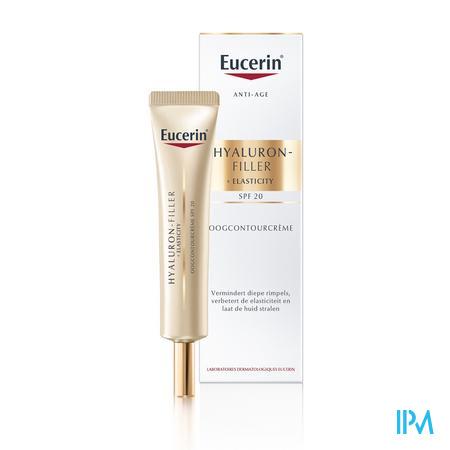 Eucerin®
ANTI-AGE
HYALURON-
FILLER
+ ELASTICITY
SPF 20
OOGCONTOURCRÈME
Vermindert diepe rimpels,
verbetert de elasticiteit en
laat de huid stralen
LABORATOIRES DERMATOLOGIQUES EUCERIN
Eucerin®
HYALURON-FILLER
+ ELASTICITY
OOGCONTOURCRÈME SPF 20
IPM